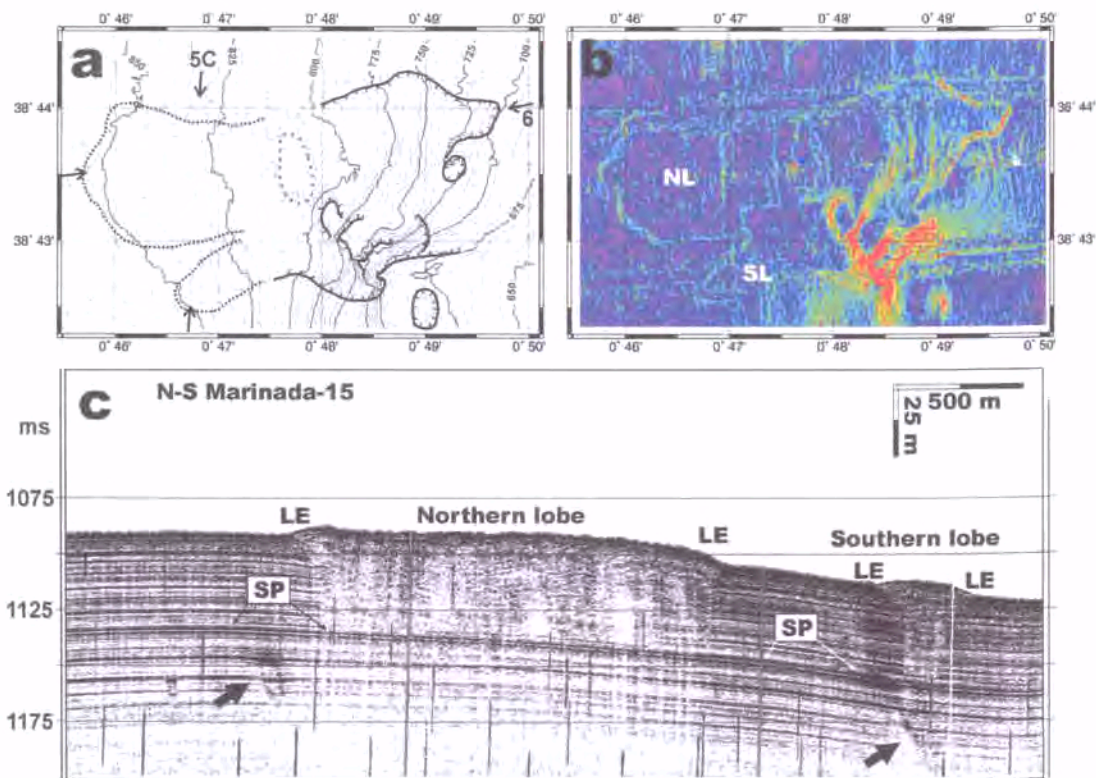 0° 46' 0° 47' 0° 48' 0° 49' 0° 50'
0° 46' 0° 47' 0° 48' 0° 49' 0° 50'
a
5C
825
800
775
750
725
700
38° 44'
6
38° 43'
675
650
0° 46' 0° 47' 0° 48' 0° 49' 0° 50'
b
38° 44'
NL
38° 43'
SL
0° 46' 0° 47' 0° 48' 0° 49' 0° 50'
c
N-S Marinada-15
500 m
25 m
ms
1075
LE
Northern lobe
LE
Southern lobe
LE
LE
SP
1125
SP
1175